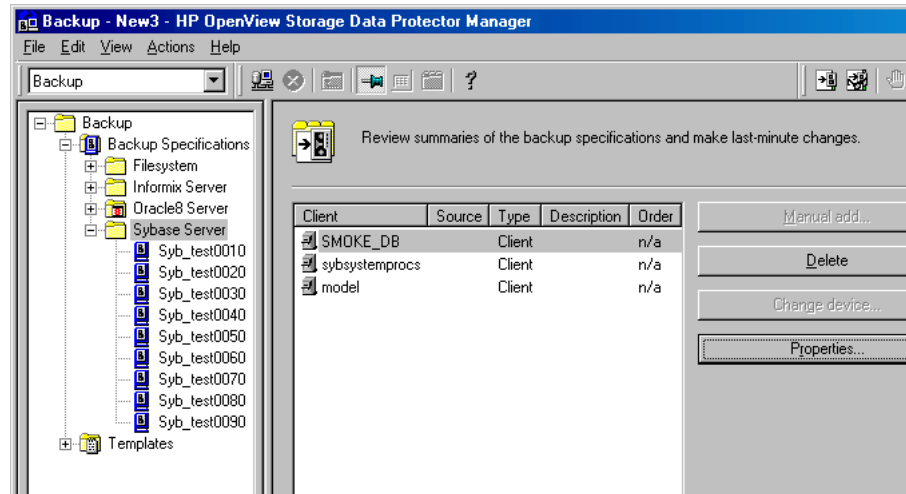 Backup - New3 - HP OpenView Storage Data Protector Manager
File Edit View Actions Help
Backup
Backup
Backup Specifications
Filesystem
Informix Server
Oracle8 Server
Sybase Server
Syb_test0010
Syb_test0020
Syb_test0030
Syb_test0040
Syb_test0050
Syb_test0060
Syb_test0070
Syb_test0080
Syb_test0090
Templates
Review summaries of the backup specifications and make last-minute changes.
Client Source Type Description Order
SMOKE_DB Client n/a
sybsystemprocs Client n/a
model Client n/a
Manual add...
Delete
Change device...
Properties...